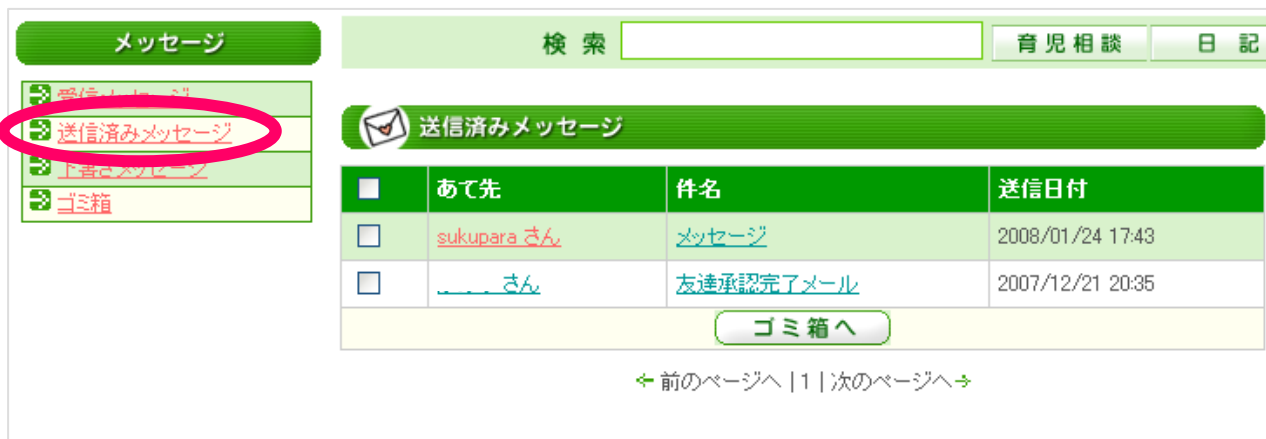 メッセージ
検 索
育児相談
日 記
受信メッセージ
送信済みメッセージ
下書きメッセージ
ゴミ箱
送信済みメッセージ
あて先 件名 送信日付
sukupara さん メッセージ 2008/01/24 17:43
. . . . さん 友達承認完了メール 2007/12/21 20:35
ゴミ箱へ
前のページへ | 1 | 次のページへ